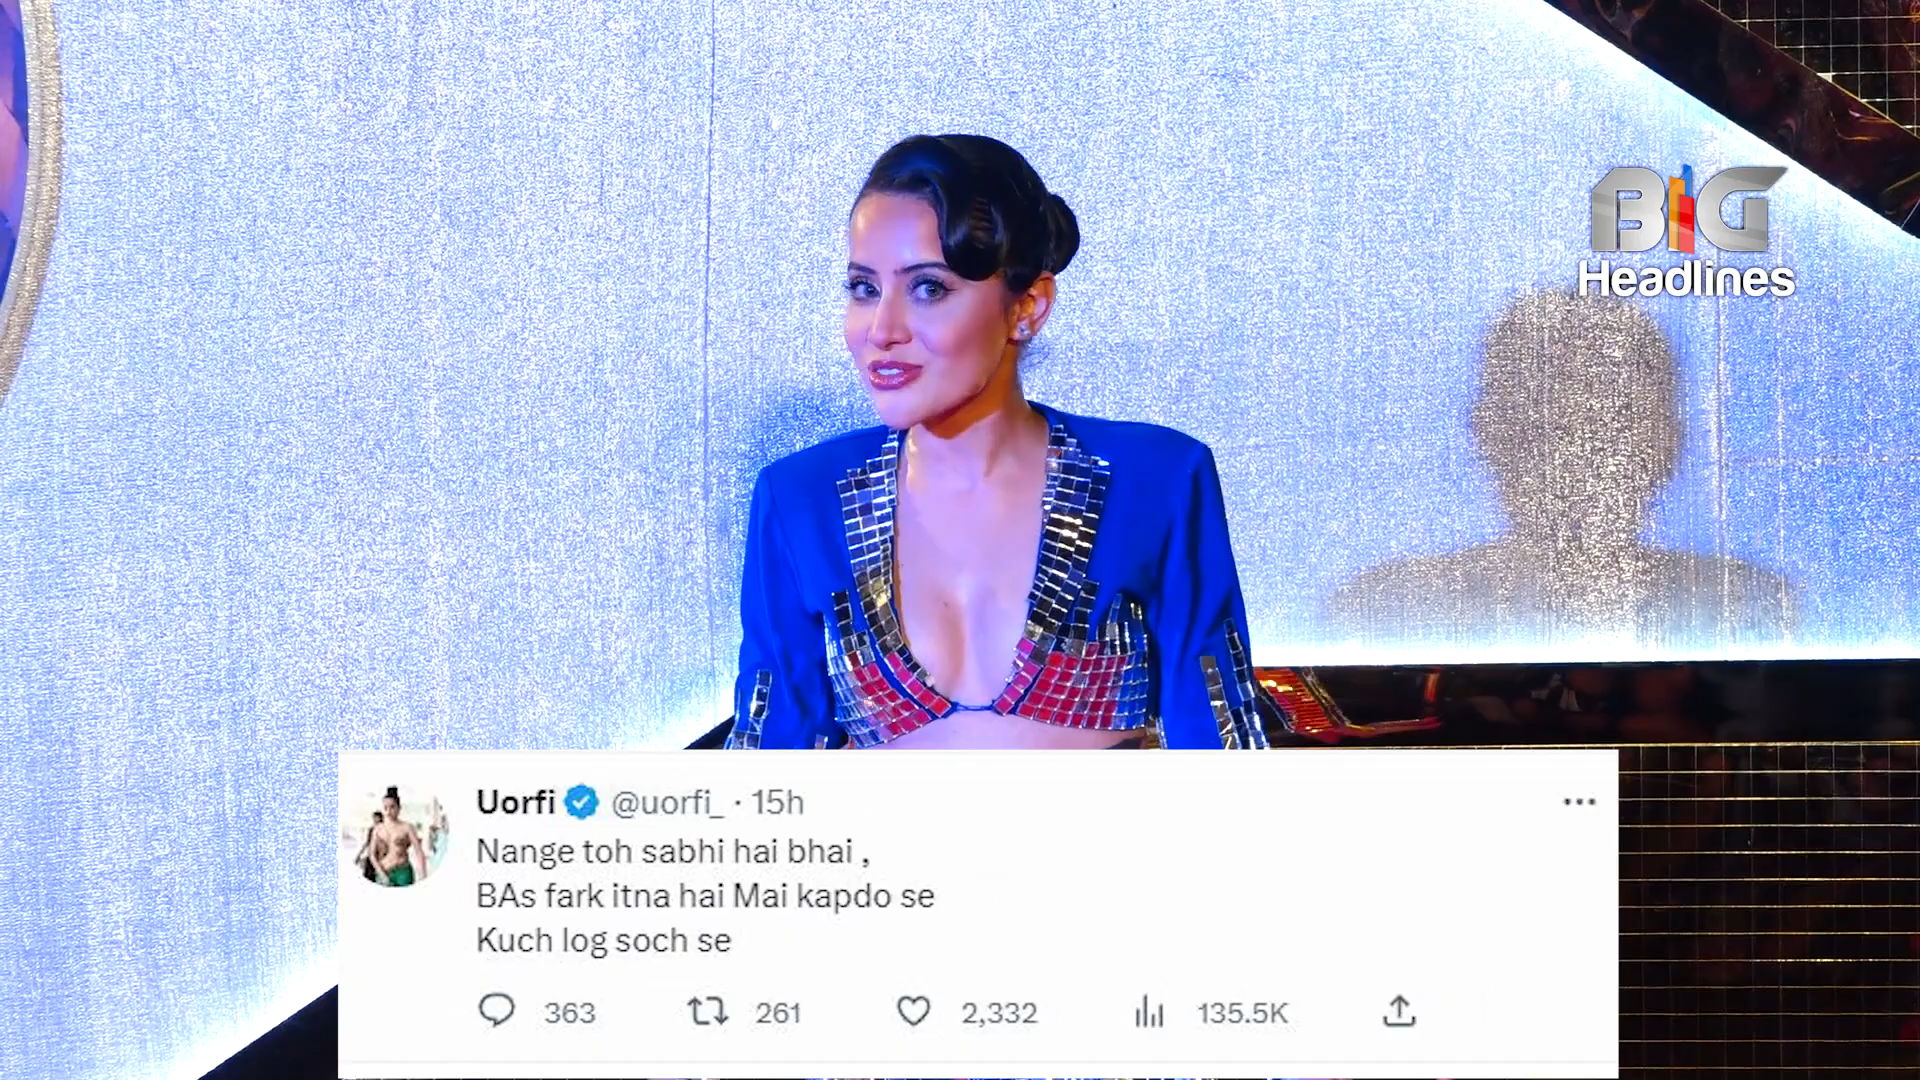 BIG
Headlines
Uorfi @uorfi_ · 15h
Nange toh sabhi hai bhai ,
BAs fark itna hai Mai kapdo se
Kuch log soch se
363 261 2,332 135.5K